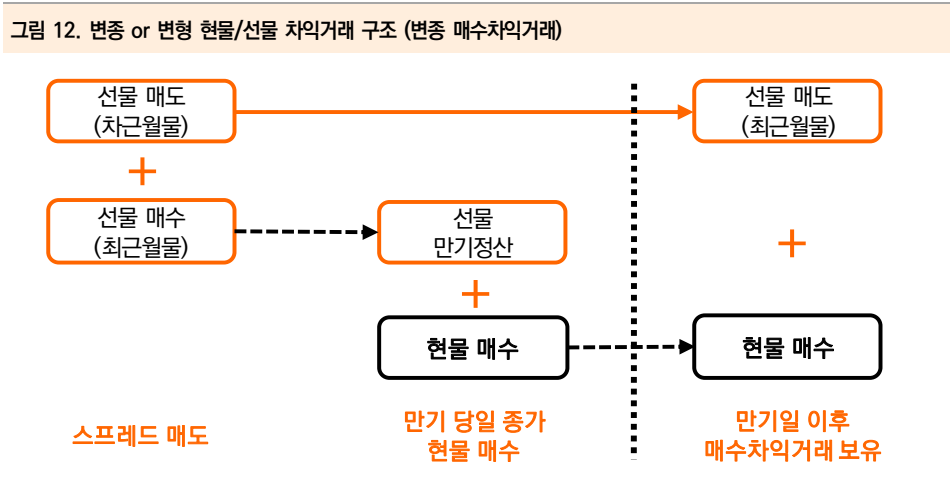 그림 12. 변종 or 변형 현물/선물 차익거래 구조 (변종 매수차익거래)
선물 매도
(차근월물)
선물 매도
(최근월물)
+
선물 매수
(최근월물)
선물
만기정산
+
+
현물 매수
현물 매수
스프레드 매도
만기 당일 종가
현물 매수
만기일 이후
매수차익거래 보유